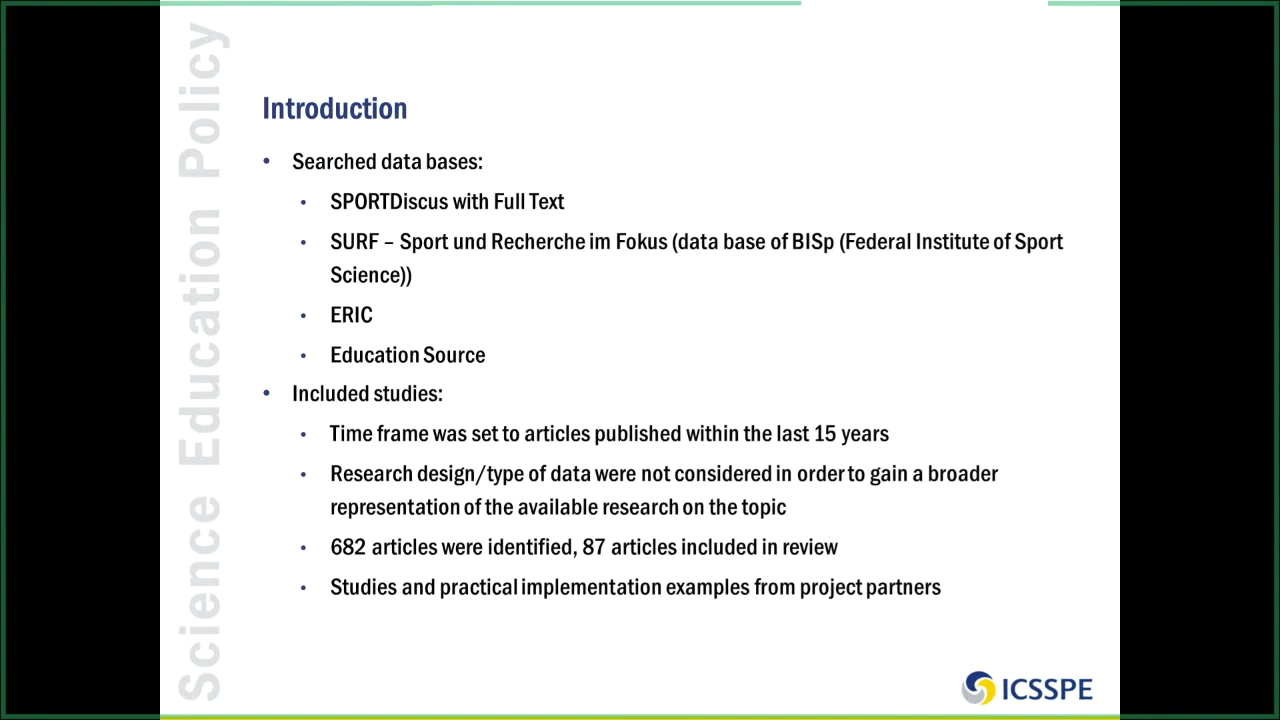 Science Education Policy
Introduction
• Searched data bases:
• SPORTDiscus with Full Text
• SURF – Sport und Recherche im Fokus (data base of BISp (Federal Institute of Sport
Science))
• ERIC
• Education Source
• Included studies:
• Time frame was set to articles published within the last 15 years
• Research design/type of data were not considered in order to gain a broader
representation of the available research on the topic
• 682 articles were identified, 87 articles included in review
• Studies and practical implementation examples from project partners
ICSSPE